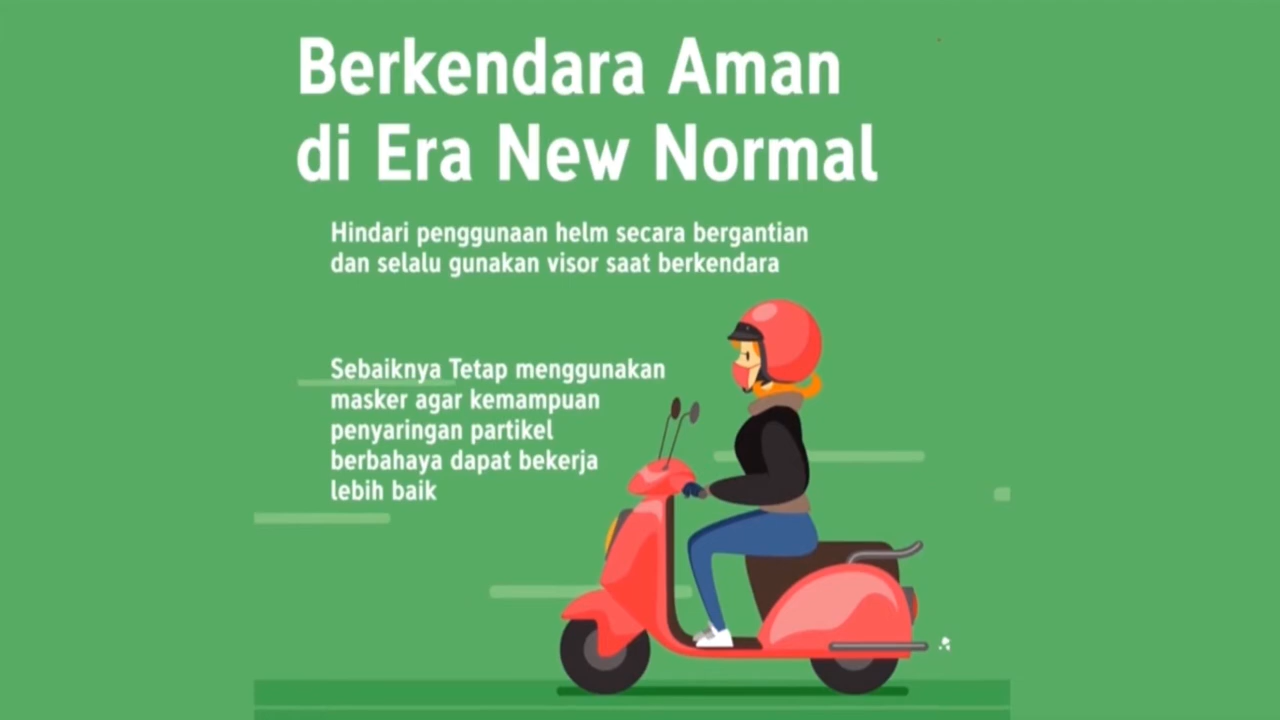 Berkendara Aman
di Era New Normal
Hindari penggunaan helm secara bergantian
dan selalu gunakan visor saat berkendara
Sebaiknya Tetap menggunakan
masker agar kemampuan
penyaringan partikel
berbahaya dapat bekerja
lebih baik